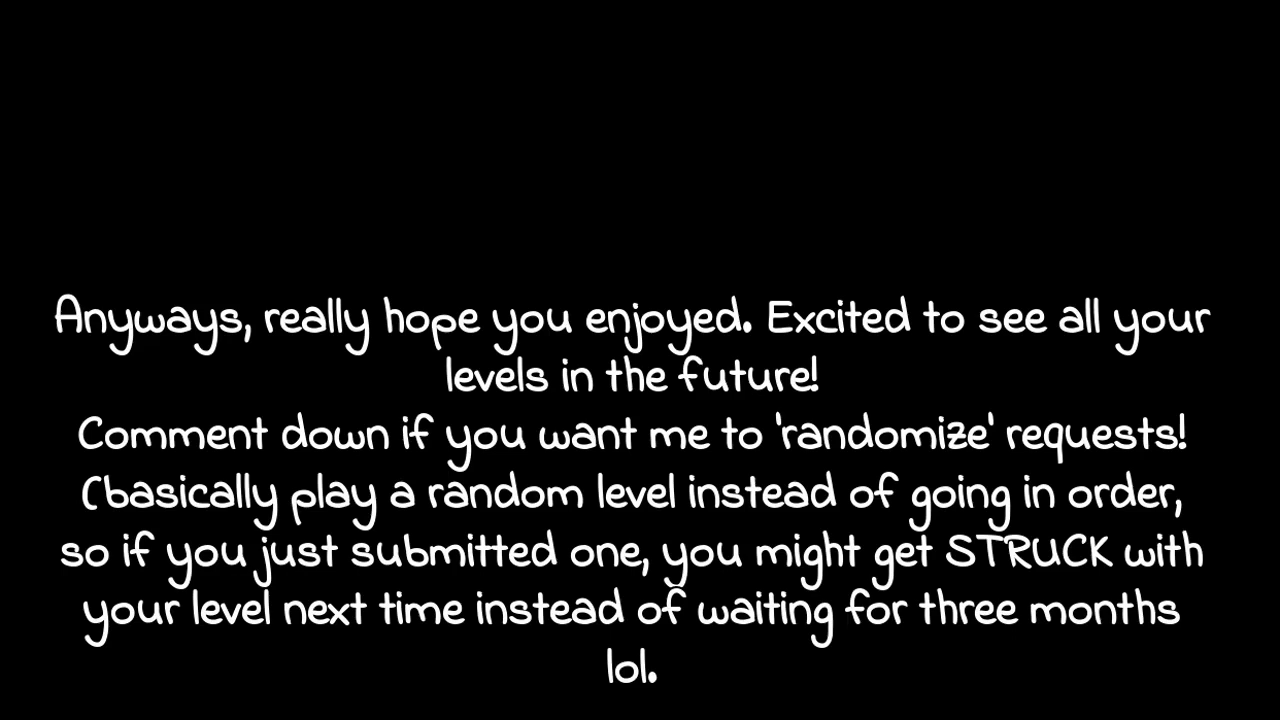 Anyways, really hope you enjoyed. Excited to see all your
levels in the future!
Comment down if you want me to 'randomize' requests!
(basically play a random level instead of going in order,
so if you just submitted one, you might get STRUCK with
your level next time instead of waiting for three months
lol.